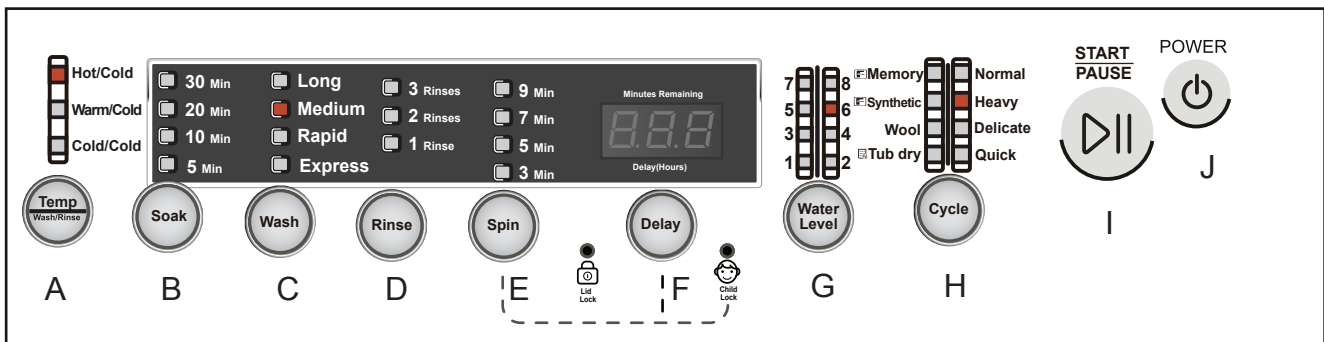 Hot/Cold
Warm/Cold
Cold/Cold
Temp
Wash/Rinse
A
30 Min
20 Min
10 Min
5 Min
Soak
B
Long
Medium
Rapid
Express
Wash
C
3 Rinses
2 Rinses
1 Rinse
Rinse
D
9 Min
7 Min
5 Min
3 Min
Spin
E
Minutes Remaining
8.8.8
Delay(Hours)
Delay
F
Lid
Lock
Child
Lock
7 8
5 6
3 4
1 2
Water
Level
G
Memory Normal
Synthetic Heavy
Wool Delicate
Tub dry Quick
Cycle
H
START
PAUSE
I
POWER
J